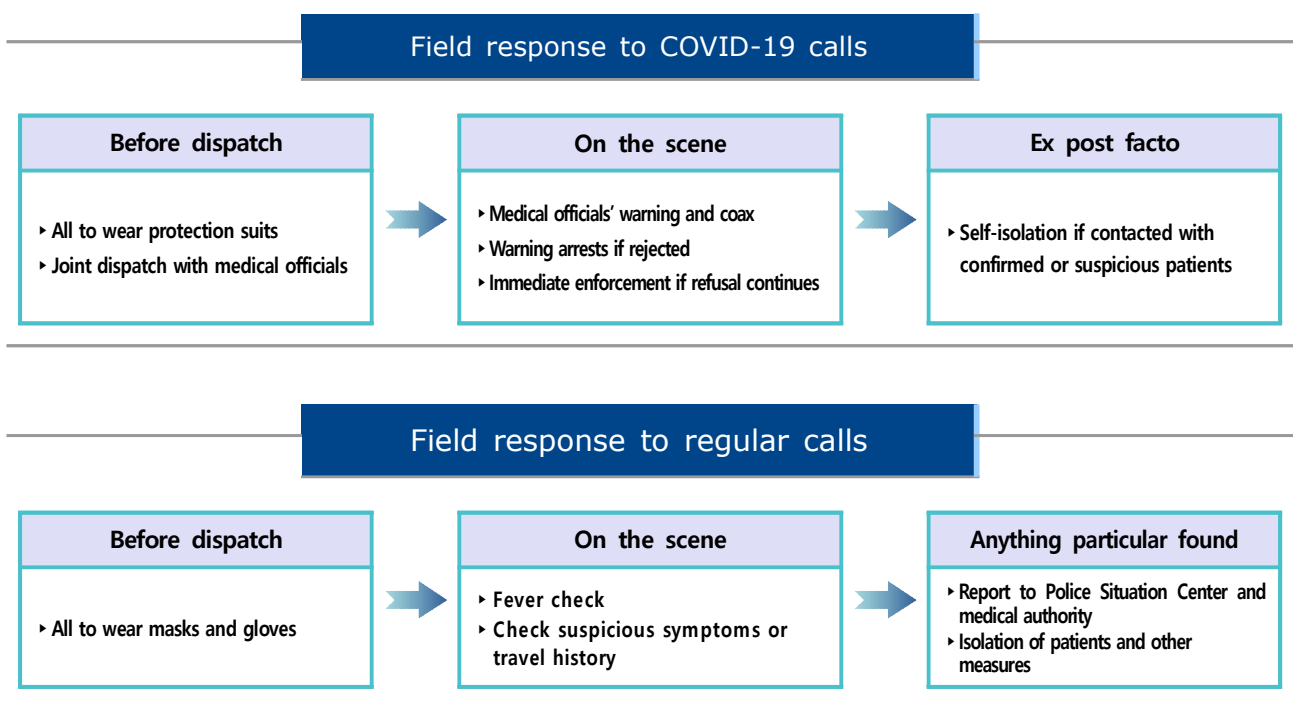 Field response to COVID-19 calls
Before dispatch
‣ All to wear protection suits
‣ Joint dispatch with medical officials
On the scene
‣ Medical officials’ warning and coax
‣ Warning arrests if rejected
‣ Immediate enforcement if refusal continues
Ex post facto
‣ Self-isolation if contacted with
confirmed or suspicious patients
Field response to regular calls
Before dispatch
‣ All to wear masks and gloves
On the scene
‣ Fever check
‣ Check suspicious symptoms or
travel history
Anything particular found
‣ Report to Police Situation Center and
medical authority
‣ Isolation of patients and other
measures